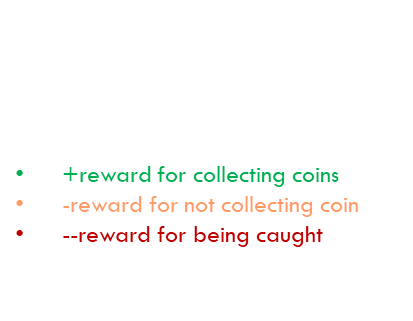 • +reward for collecting coins
• -reward for not collecting coin
• --reward for being caught